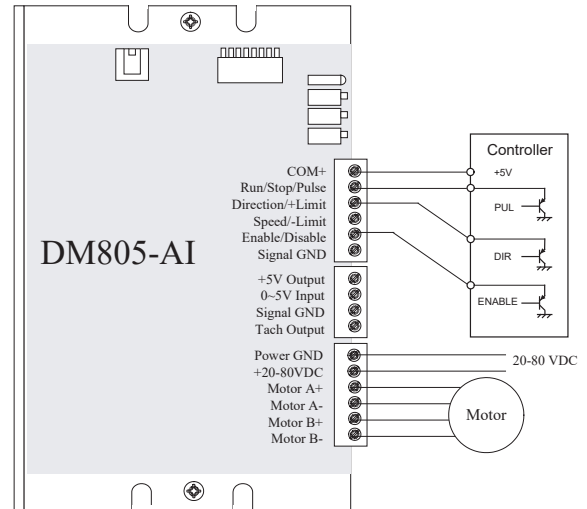 DM805-AI
COM+
Run/Stop/Pulse
Direction/+Limit
Speed/-Limit
Enable/Disable
Signal GND
+5V Output
0~5V Input
Signal GND
Tach Output
Power GND
+20-80VDC
Motor A+
Motor A-
Motor B+
Motor B-
Controller
+5V
PUL
DIR
ENABLE
20-80 VDC
Motor